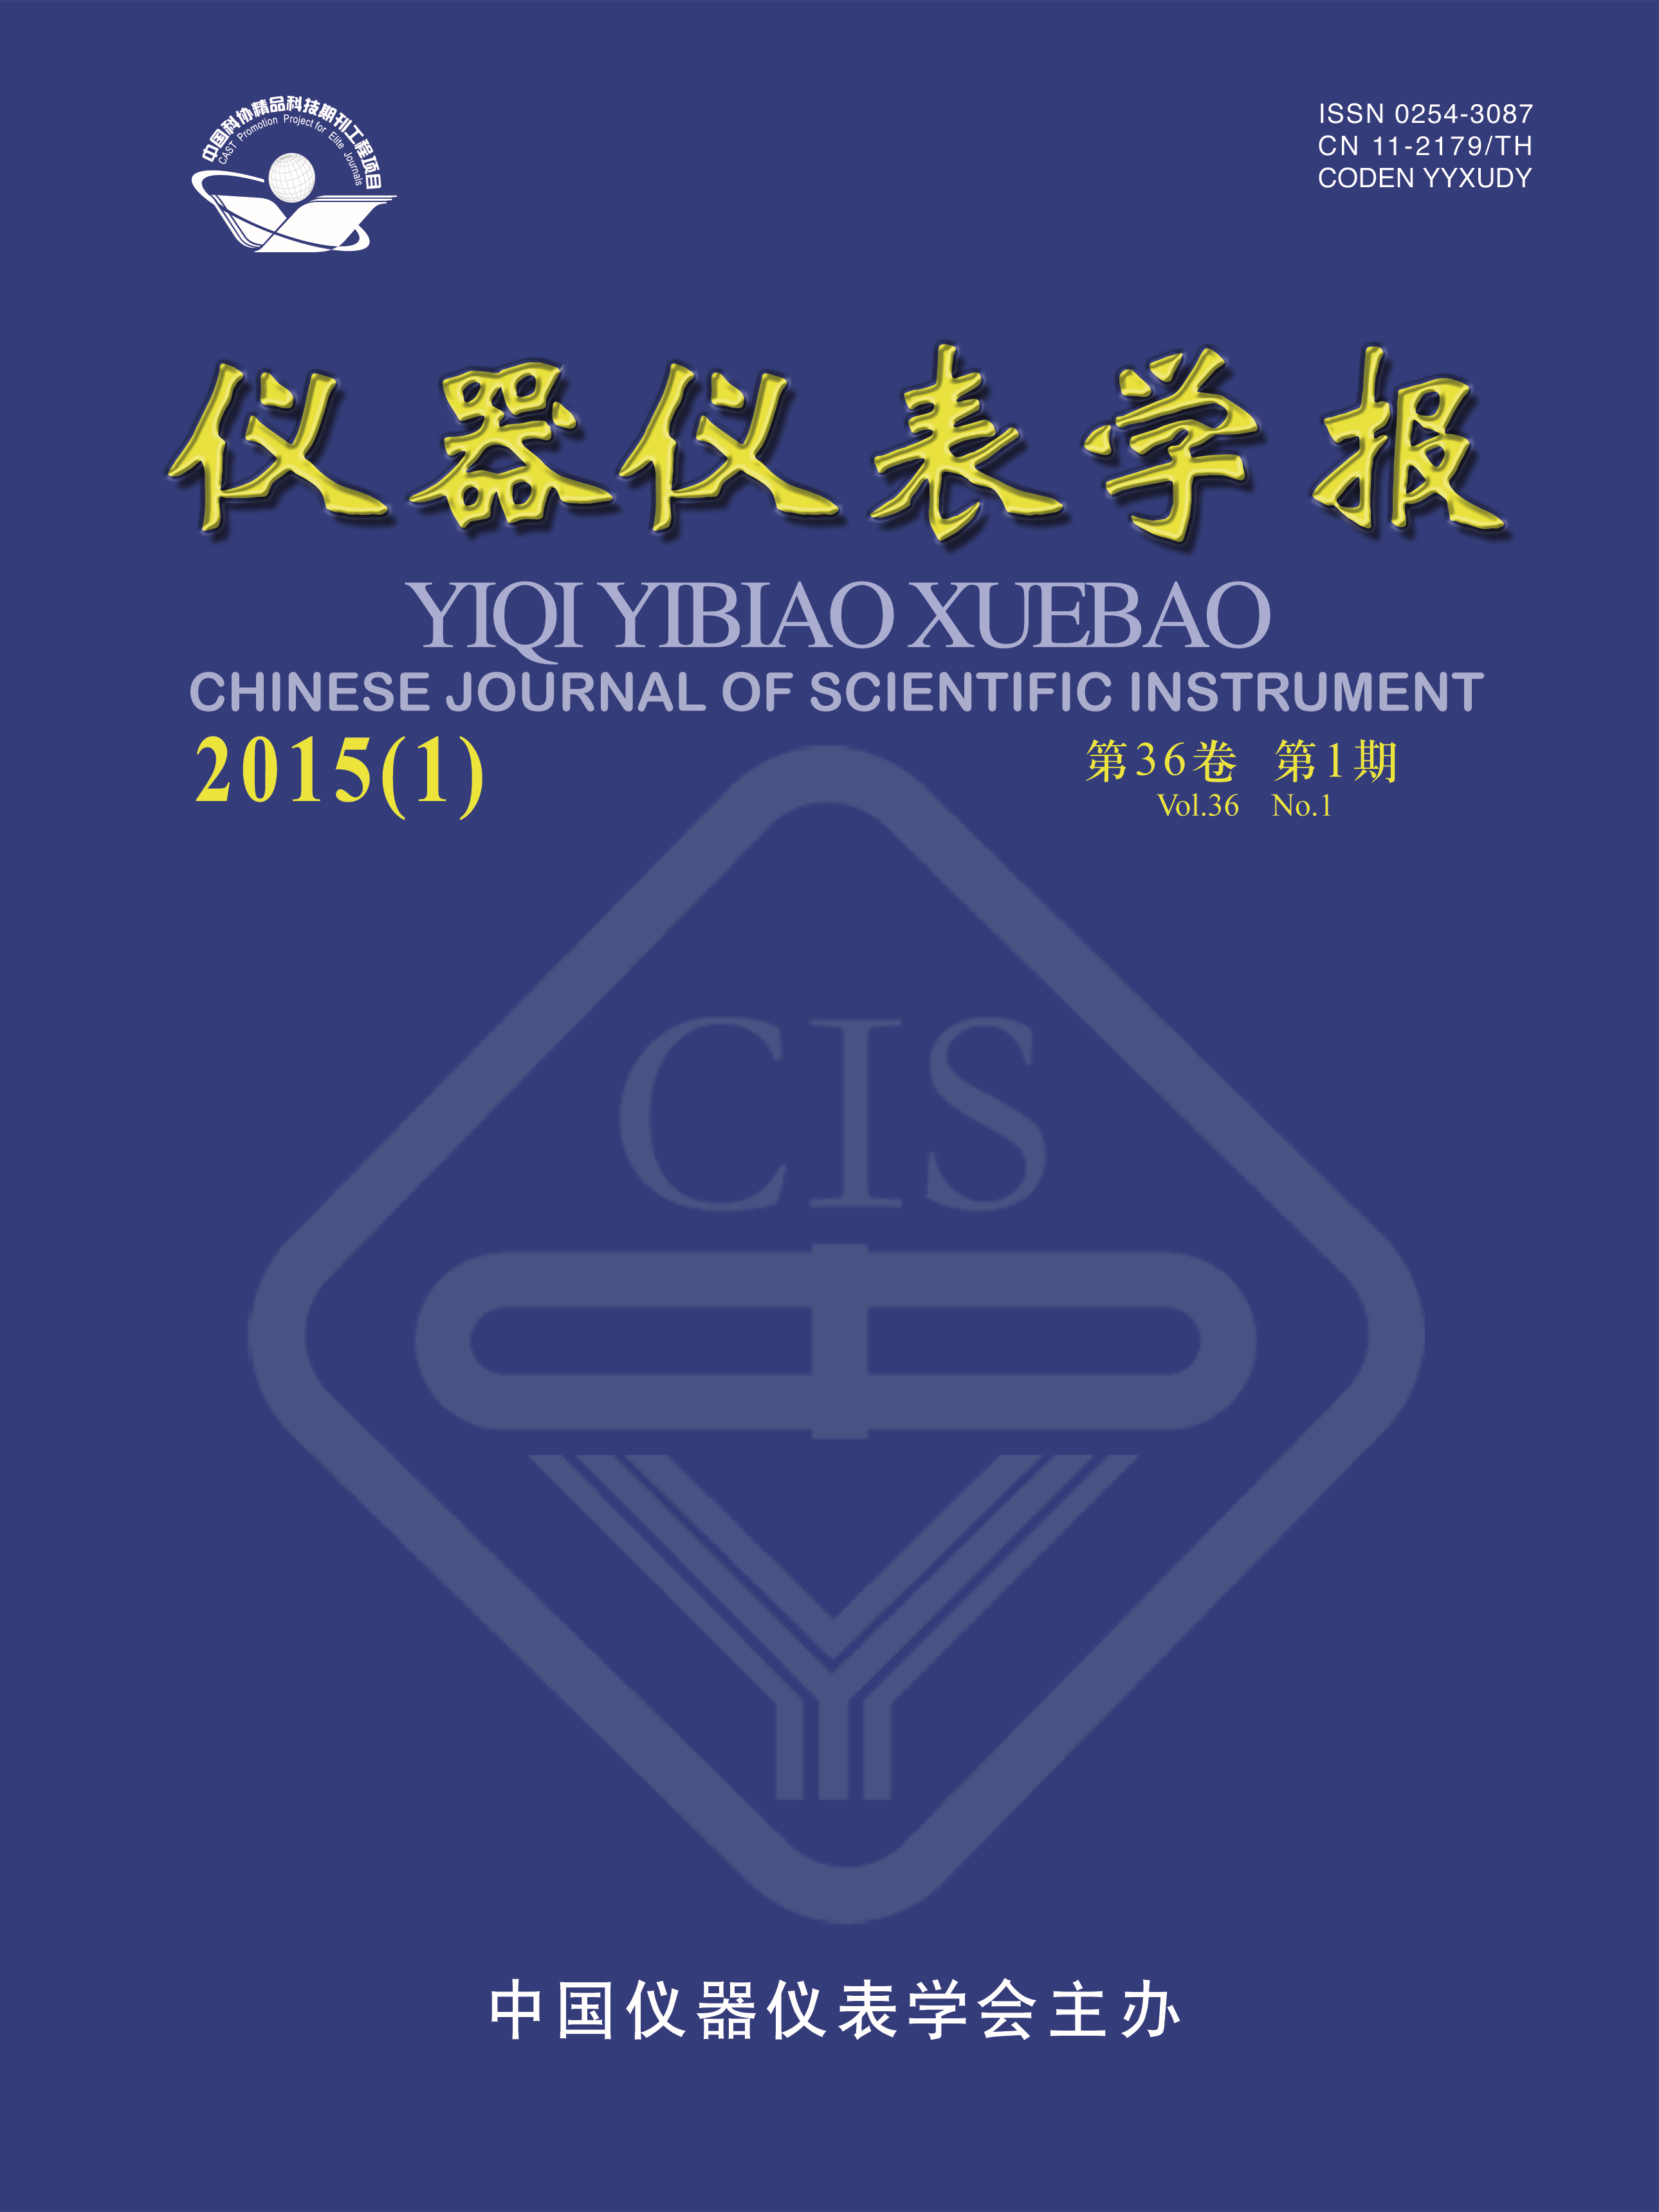 中国科协精品科技期刊工程项目
CAST Promotion Project for Elite Journals
ISSN 0254-3087
CN 11-2179/TH
CODEN YYXUDY
仪器仪表学报
YIQI YIBIAO XUEBAO
CHINESE JOURNAL OF SCIENTIFIC INSTRUMENT
2015(1)
第36卷 第1期
Vol.36 No.1
CIS
中国仪器仪表学会主办